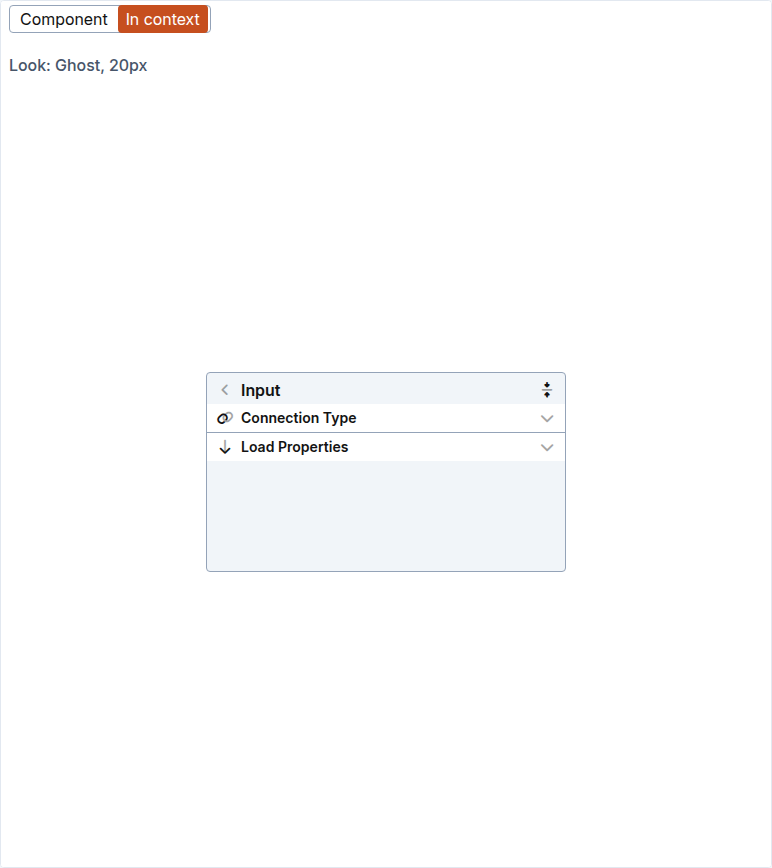 Component In context
Look: Ghost, 20px
Input
Connection Type
Load Properties